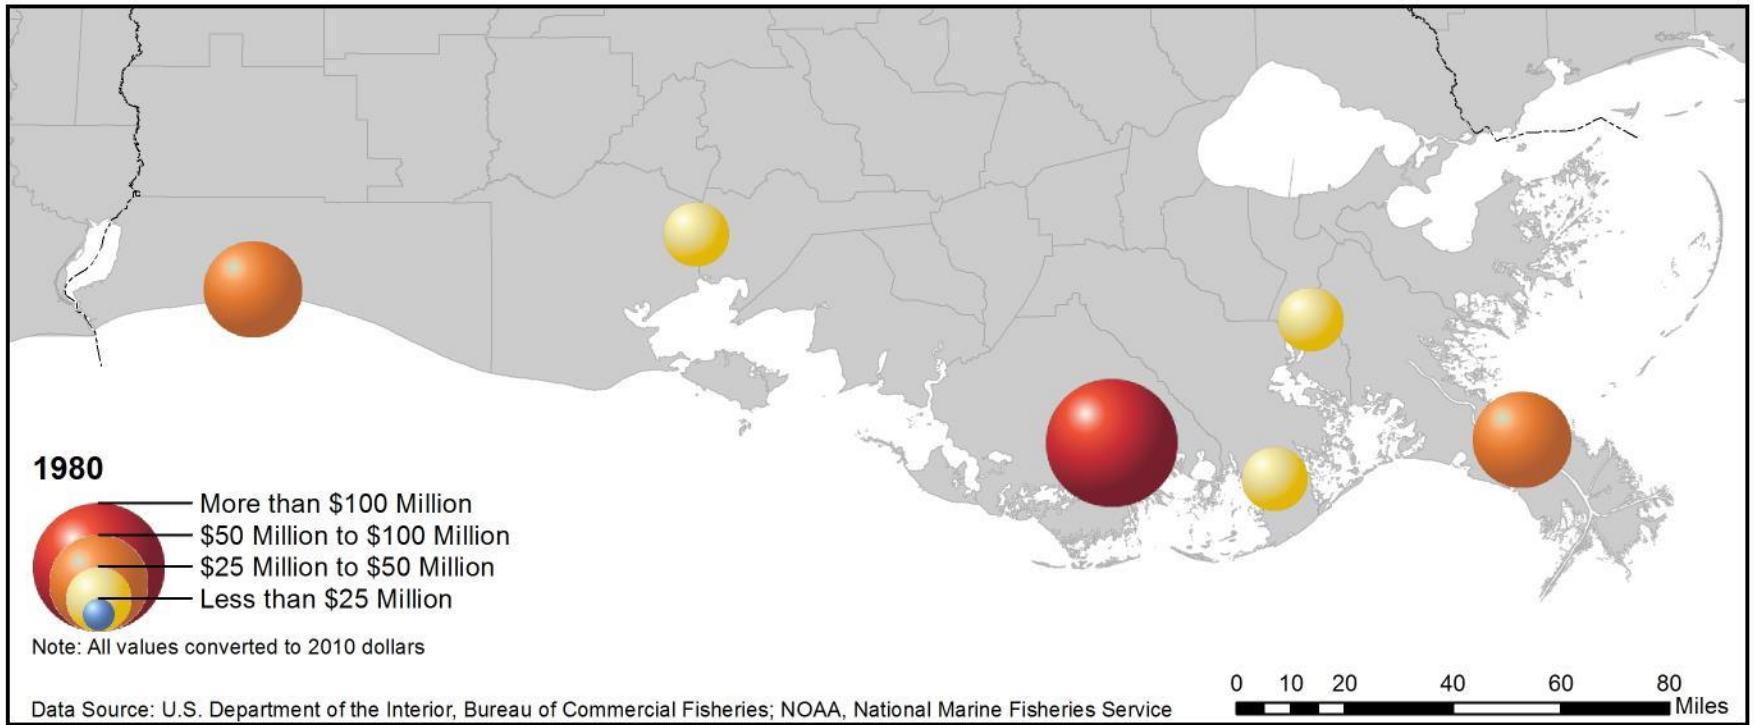 1980
More than $100 Million
$50 Million to $100 Million
$25 Million to $50 Million
Less than $25 Million
Note: All values converted to 2010 dollars
Data Source: U.S. Department of the Interior, Bureau of Commercial Fisheries; NOAA, National Marine Fisheries Service
0 10 20 40 60 80
Miles